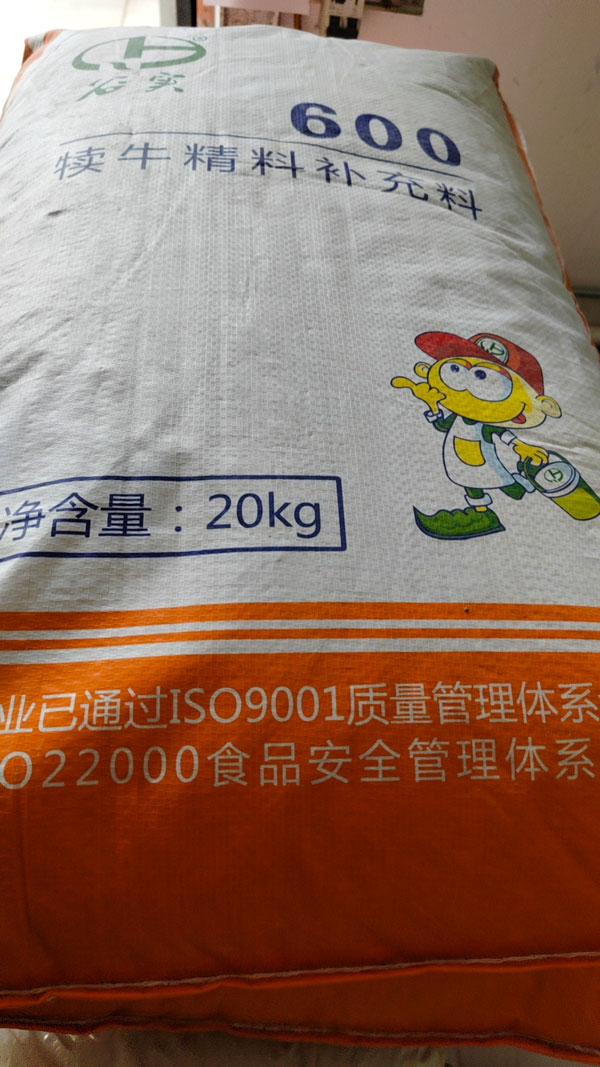 谷实
600
犊牛精料补充料
净含量：20kg
业已通过ISO9001质量管理体系
O22000食品安全管理体系